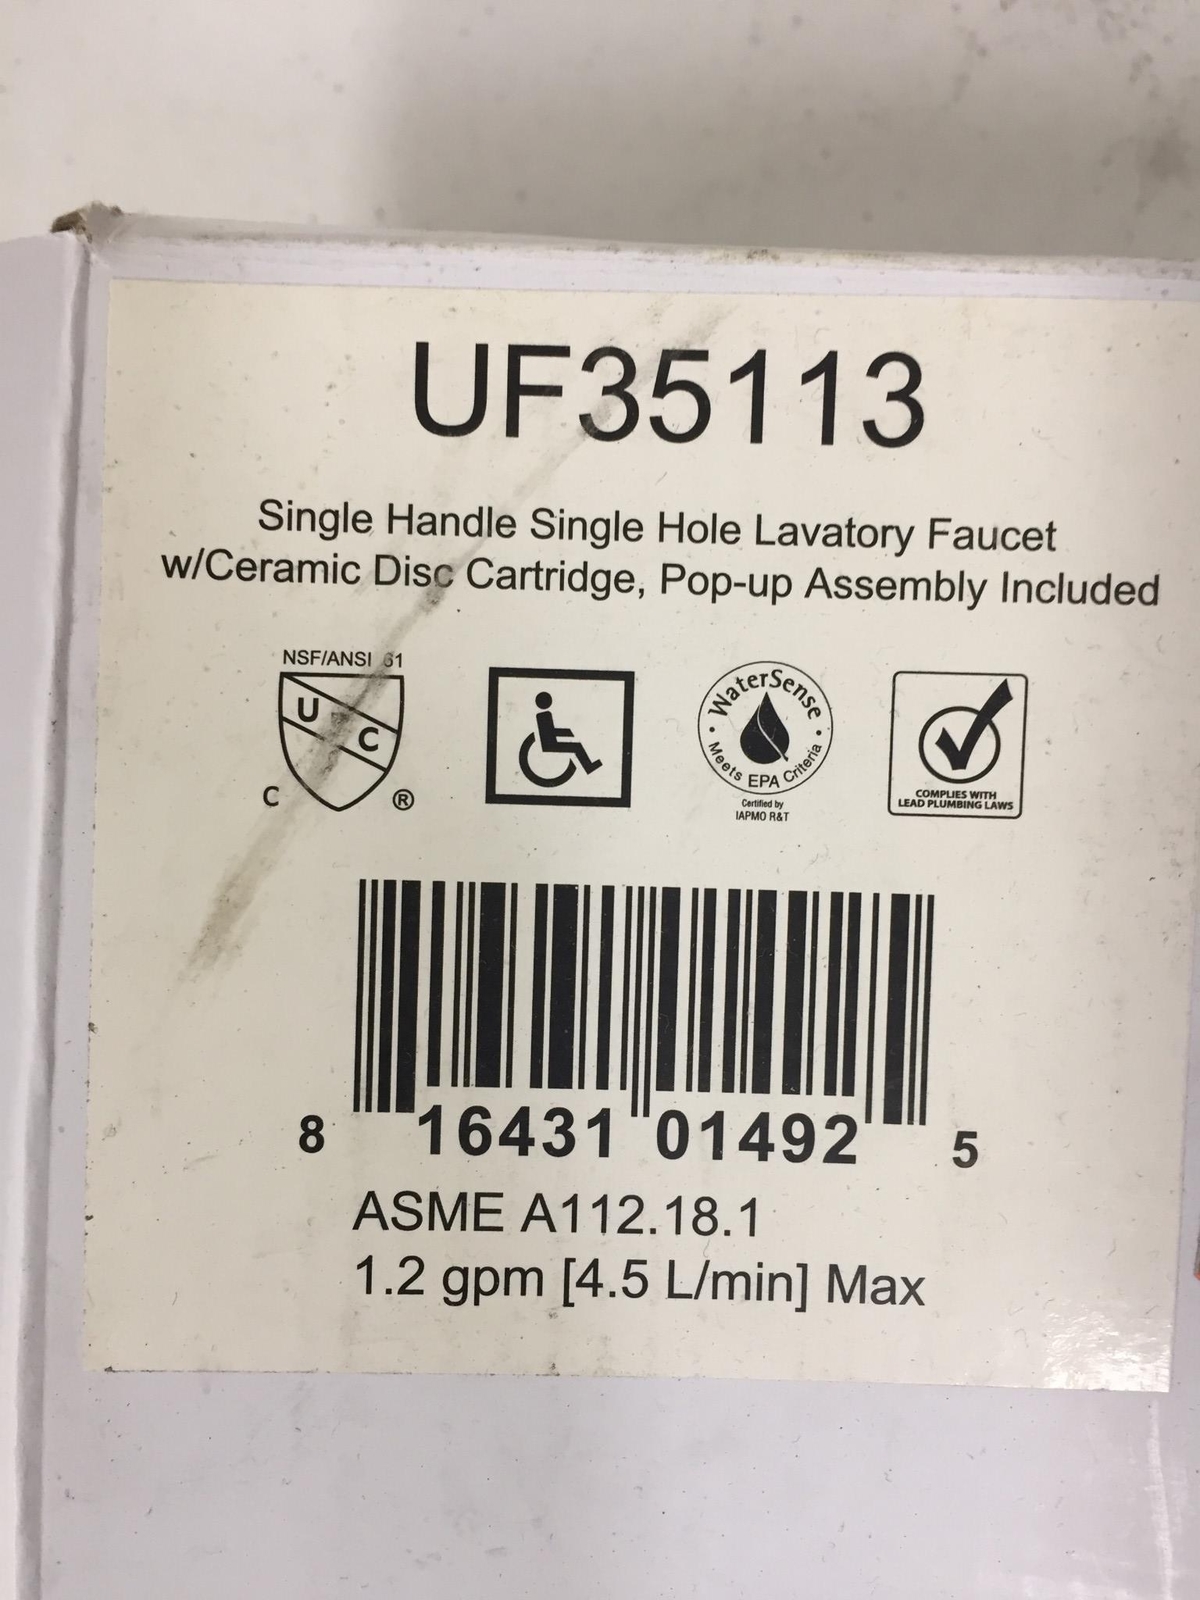 UF35113
Single Handle Single Hole Lavatory Faucet
w/Ceramic Disc Cartridge, Pop-up Assembly Included
NSF/ANSI 61
U
P
C
C
®
WaterSense
Meets EPA Criteria
Certified by
IAPMO R&T
COMPLIES WITH
LEAD PLUMBING LAWS
8 16431 01492 5
ASME A112.18.1
1.2 gpm [4.5 L/min] Max